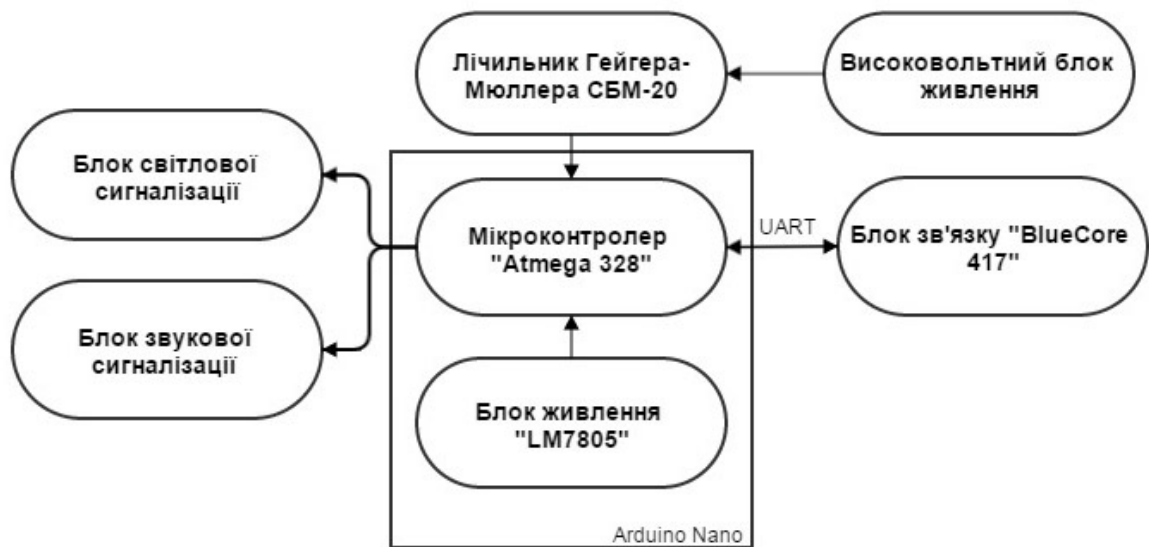 Лічильник Гейгера-
Мюллера СБМ-20
Високовольтний блок
живлення
Блок світлової
сигналізації
Мікроконтролер
"Atmega 328"
UART
Блок зв'язку "BlueCore
417"
Блок звукової
сигналізації
Блок живлення
"LM7805"
Arduino Nano